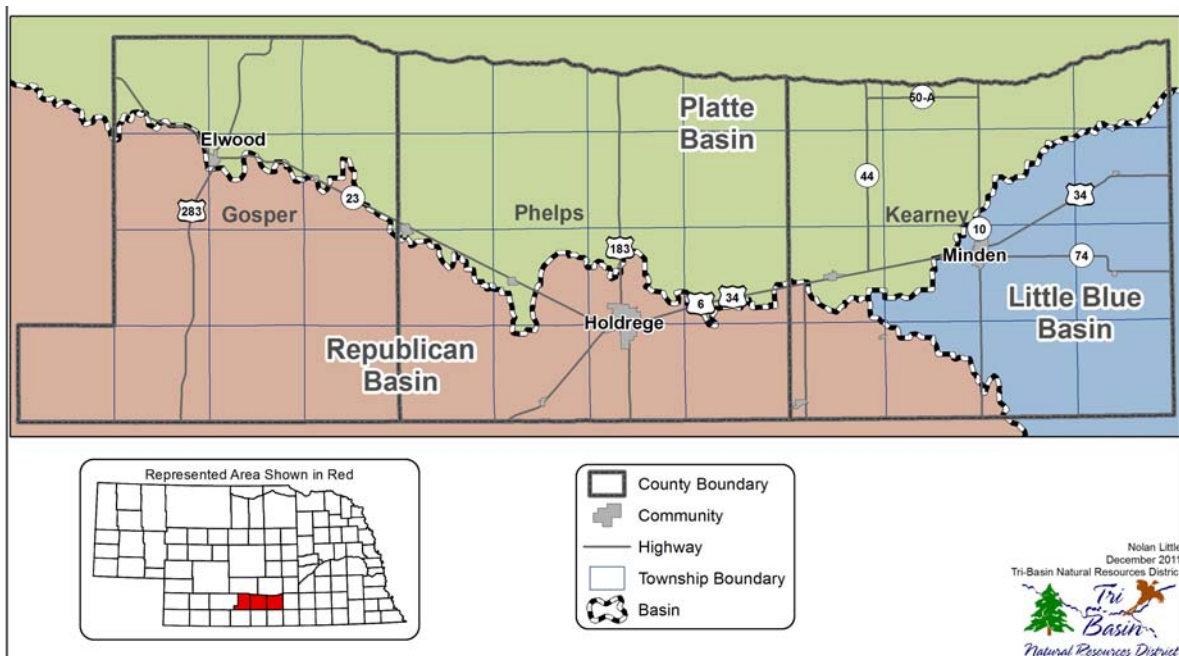 50-A
Platte
Basin
Elwood
44
23
34
283
Gosper
Phelps
Kearney
10
183
Minden
74
6
34
Little Blue
Basin
Holdrege
Republican
Basin
Represented Area Shown in Red
County Boundary
Community
Highway
Township Boundary
Basin
Nolan Little
December 2011
Tri-Basin Natural Resources District
Tri
Basin
Natural Resources District